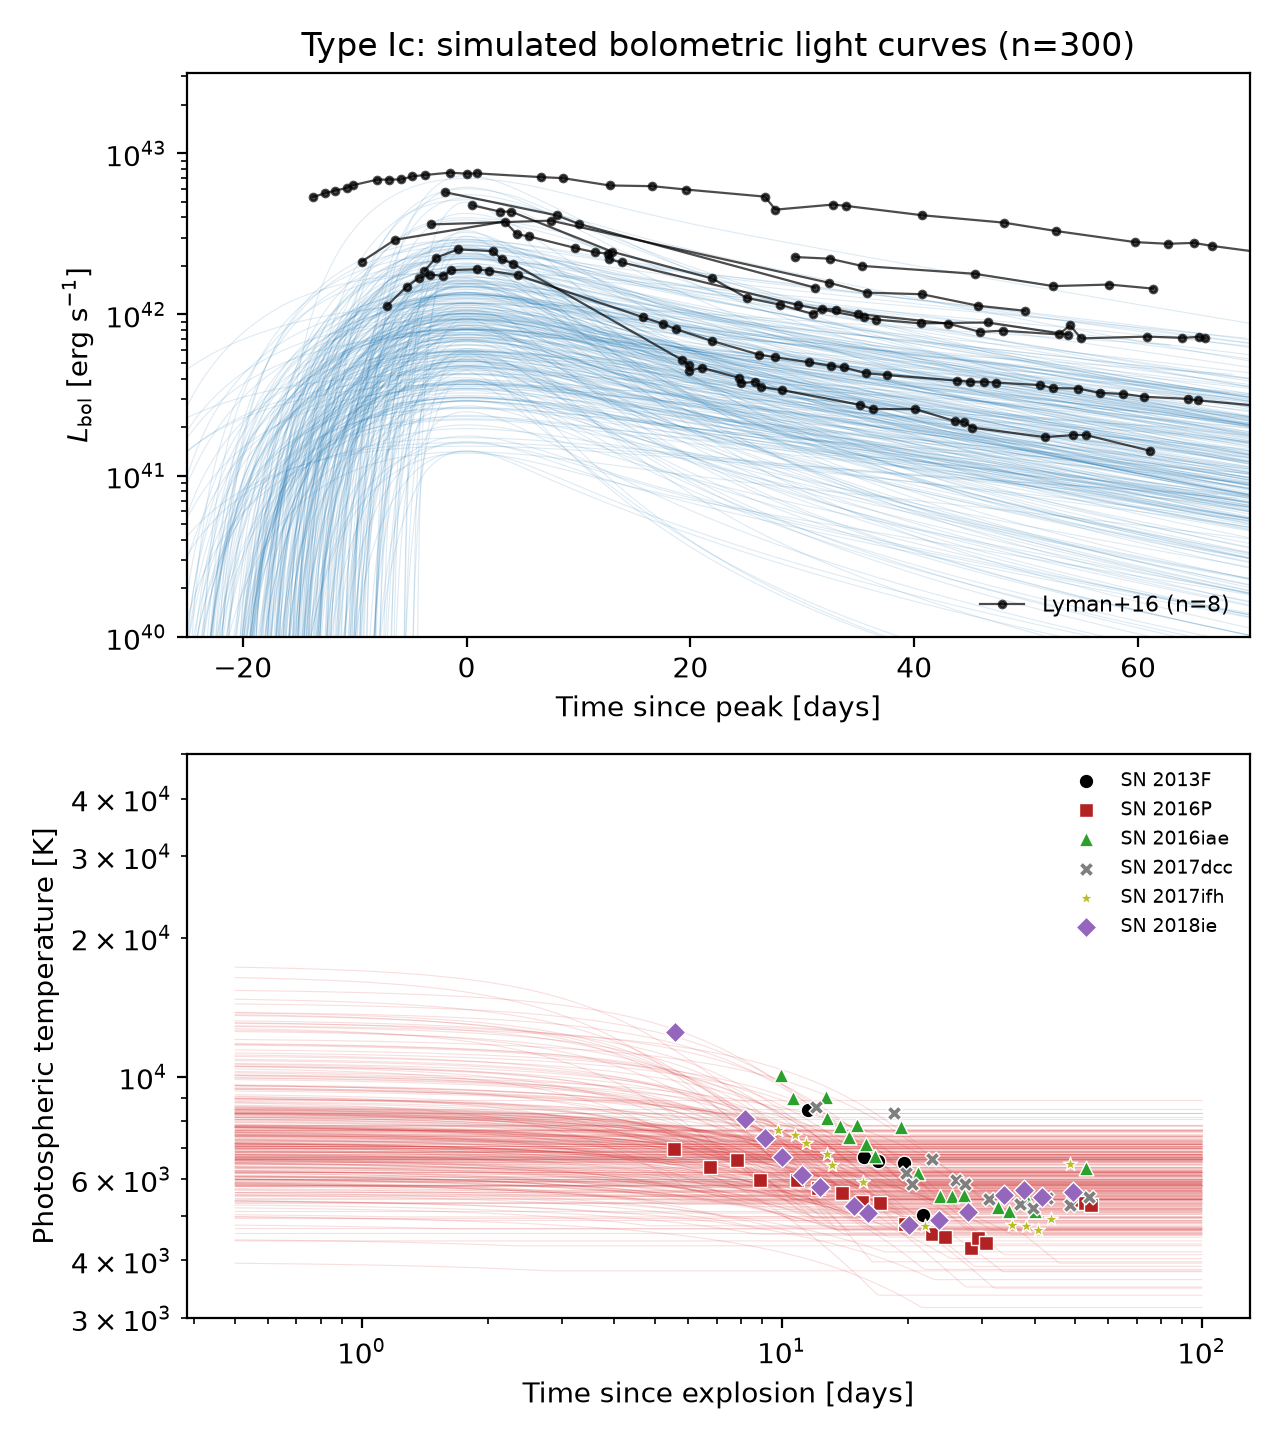 Type Ic: simulated bolometric light curves (n=300)
10^43
10^42
10^41
10^40
L_bol [erg s^−1]
−20 0 20 40 60
Time since peak [days]
Lyman+16 (n=8)
4 × 10^4
3 × 10^4
2 × 10^4
10^4
6 × 10^3
4 × 10^3
3 × 10^3
Photospheric temperature [K]
SN 2013F
SN 2016P
SN 2016iae
SN 2017dcc
SN 2017ifh
SN 2018ie
10^0 10^1 10^2
Time since explosion [days]